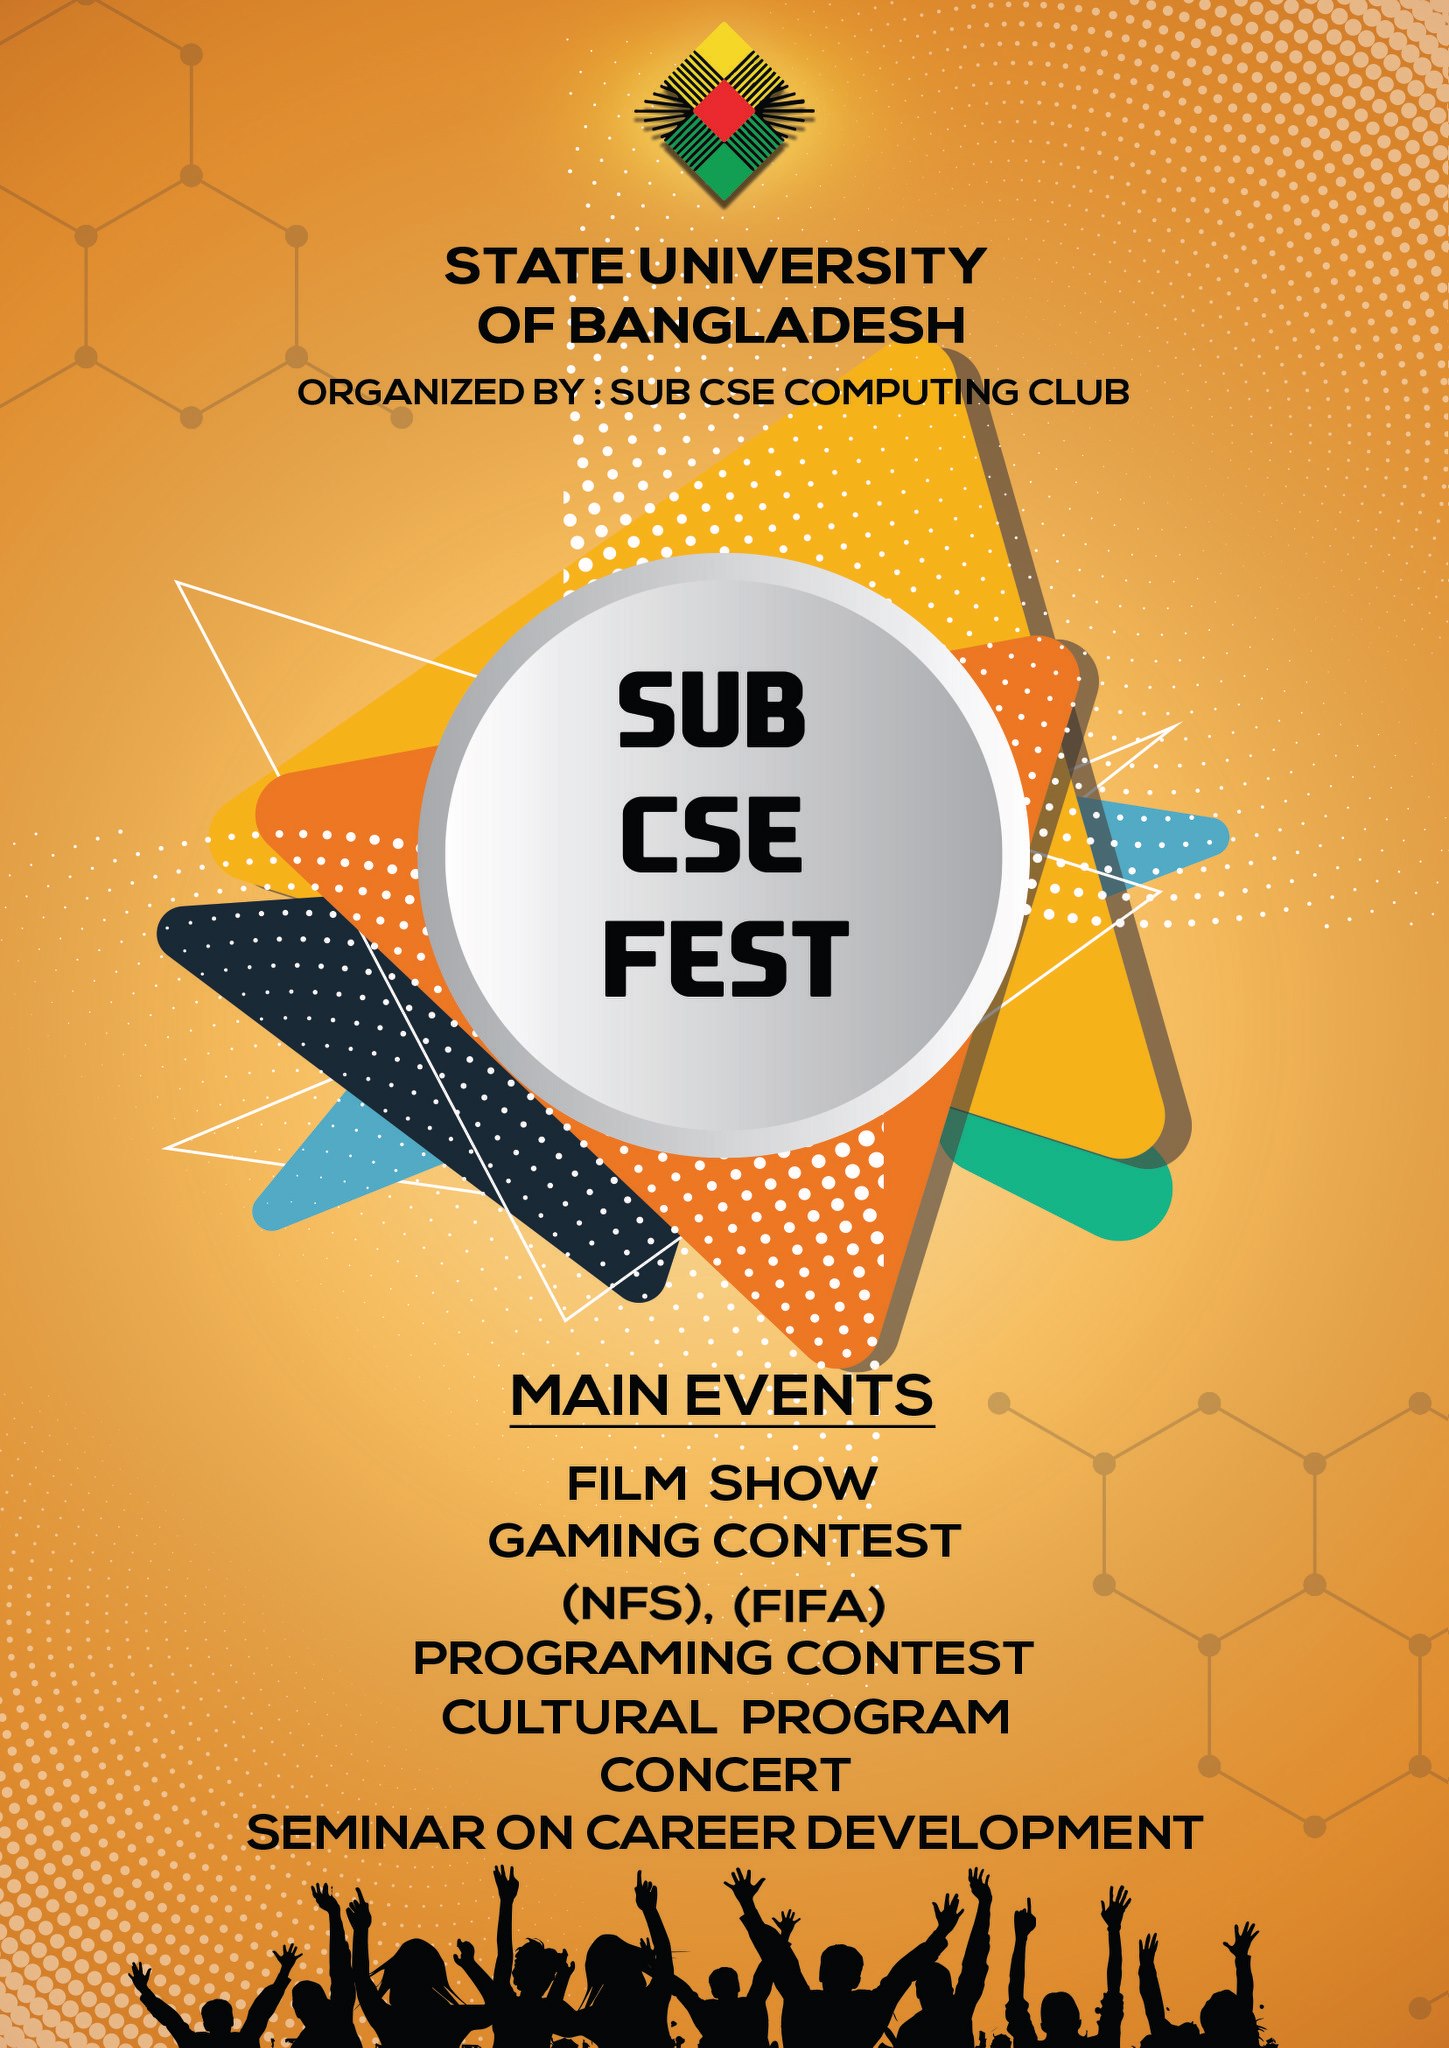 STATE UNIVERSITY
OF BANGLADESH
ORGANIZED BY : SUB CSE COMPUTING CLUB
SUB
CSE
FEST
MAIN EVENTS
FILM SHOW
GAMING CONTEST
(NFS), (FIFA)
PROGRAMING CONTEST
CULTURAL PROGRAM
CONCERT
SEMINAR ON CAREER DEVELOPMENT